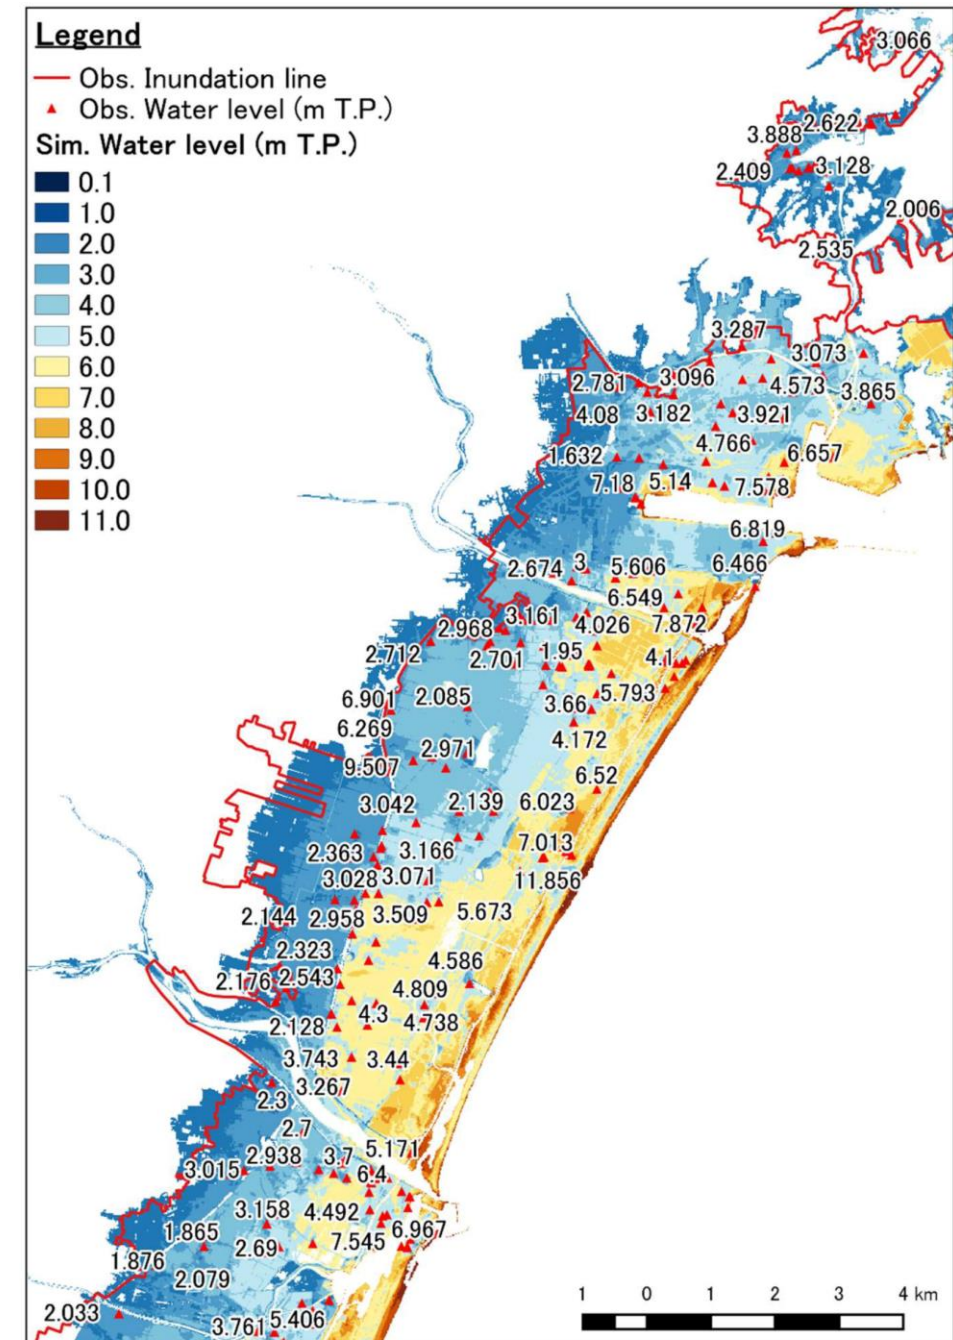 Legend
Obs. Inundation line
Obs. Water level (m T.P.)
Sim. Water level (m T.P.)
0.1
1.0
2.0
3.0
4.0
5.0
6.0
7.0
8.0
9.0
10.0
11.0
3.066
3.888 2.622
2.409 3.128
2.006
2.535
3.287
3.073
2.781 3.096
4.573 3.865
4.08 3.182 3.921
4.766
1.632 6.657
7.18 5.14 7.578
6.819
2.674 3 5.606 6.466
6.549
3.161 4.026 7.872
2.968
2.712 2.701 1.95 4.1
5.793
6.901 2.085 3.66
6.269 4.172
2.971
9.507
6.52
3.042 2.139 6.023
2.363 3.166 7.013
3.028 3.071 11.856
2.144 2.958 3.509 5.673
2.323
2.176 2.543 4.586
4.809
2.128 4.3 4.738
3.743 3.44
3.267
2.3
2.7
2.938 3.7 5.171
3.015 6.4
3.158 4.492
1.865 6.967
1.876 2.69 7.545
2.079
2.033 5.406
3.761
1 0 1 2 3 4 km